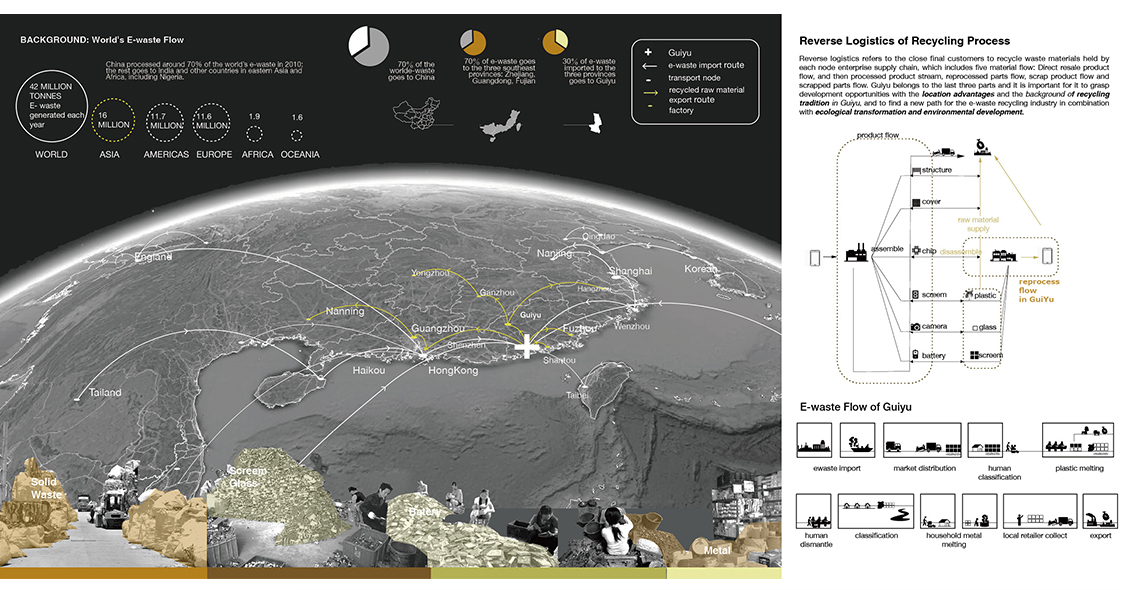 BACKGROUND: World's E-waste Flow
42 MILLION
TONNES
E- waste
generated each
year
WORLD
China processed around 70% of the world's e-waste in 2010;
the rest goes to India and other countries in eastern Asia and
Africa, including Nigeria.
16
MILLION
ASIA
11.7
MILLION
AMERICAS
11.6
MILLION
EUROPE
1.9
AFRICA
1.6
OCEANIA
70% of the
worlde-waste
goes to China
70% of e-waste goes
to the three southeast
provinces: Zhejiang,
Guangdong, Fujian
30% of e-waste
imported to the
three provinces
goes to Guiyu
Guiyu
e-waste import route
transport node
recycled raw material
export route
factory
England
Qingdao
Nanjing
Shanghai
Korean
Yongzhou
Ganzhou
Hangzhou
Nanning
Guiyu
Guangzhou
Fuzhou
Wenzhou
Shenzhen
Shantou
Haikou
HongKong
Taibei
Tailand
Solid
Waste
Screem
Glass
Batery
Metal
Reverse Logistics of Recycling Process
Reverse logistics refers to the close final customers to recycle waste materials held by
each node enterprise supply chain, which includes five material flow: Direct resale product
flow, and then processed product stream, reprocessed parts flow, scrap product flow and
scrapped parts flow. Guiyu belongs to the last three parts and it is important for it to grasp
development opportunities with the location advantages and the background of recycling
tradition in Guiyu, and to find a new path for the e-waste recycling industry in combination
with ecological transformation and environmental development.
product flow
structure
cover
raw material
supply
assemble
chip
disassemble
reprocess
flow
in GuiYu
screem
plastic
camera
glass
battery
screem
E-waste Flow of Guiyu
ewaste import
market distribution
human
classification
plastic melting
human
dismantle
classification
household metal
melting
local retailer collect
export